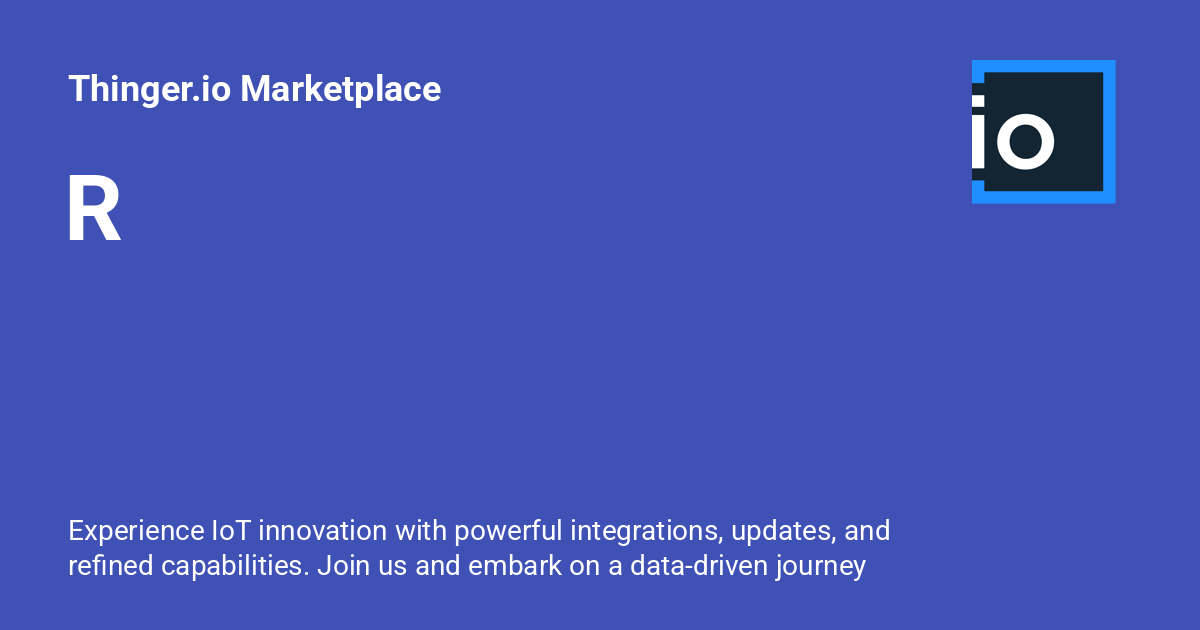 Thinger.io Marketplace
io
R
Experience IoT innovation with powerful integrations, updates, and
refined capabilities. Join us and embark on a data-driven journey